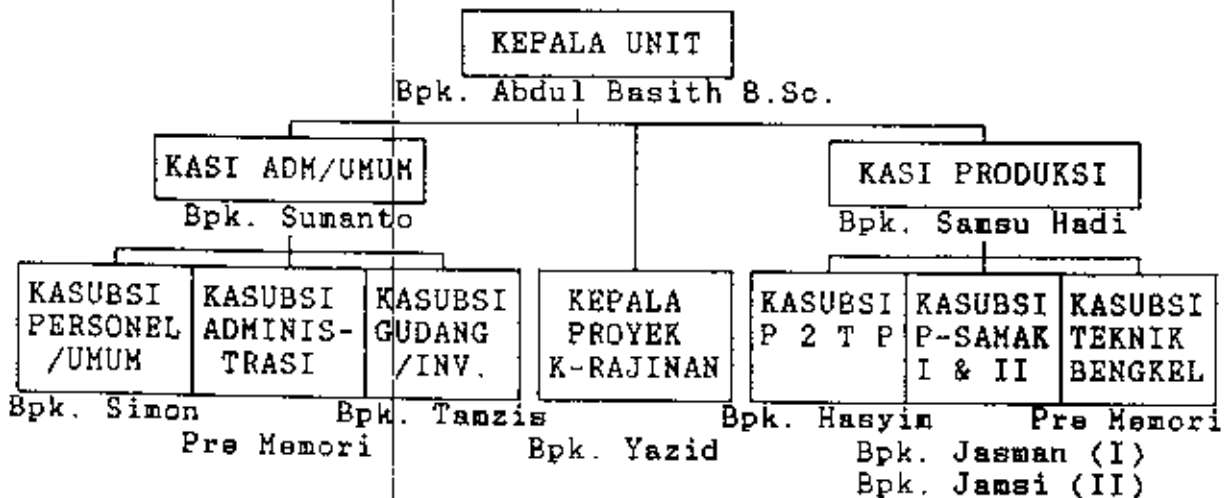 KEPALA UNIT
Bpk. Abdul Basith B.Sc.
KASI ADM/UMUM
Bpk. Sumanto
KASI PRODUKSI
Bpk. Samsu Hadi
KASUBSI
PERSONEL
/UMUM
Bpk. Simon
KASUBSI
ADMINIS-
TRASI
Pre Memori
KASUBSI
GUDANG
/INV.
Bpk. Tamzis
KEPALA
PROYEK
K-RAJINAN
Bpk. Yazid
KASUBSI
P 2 T P
Bpk. Hasyim
KASUBSI
P-SAMAK
I & II
Bpk. Jasman (I)
Bpk. Jamsi (II)
KASUBSI
TEKNIK
BENGKEL
Pre Memori